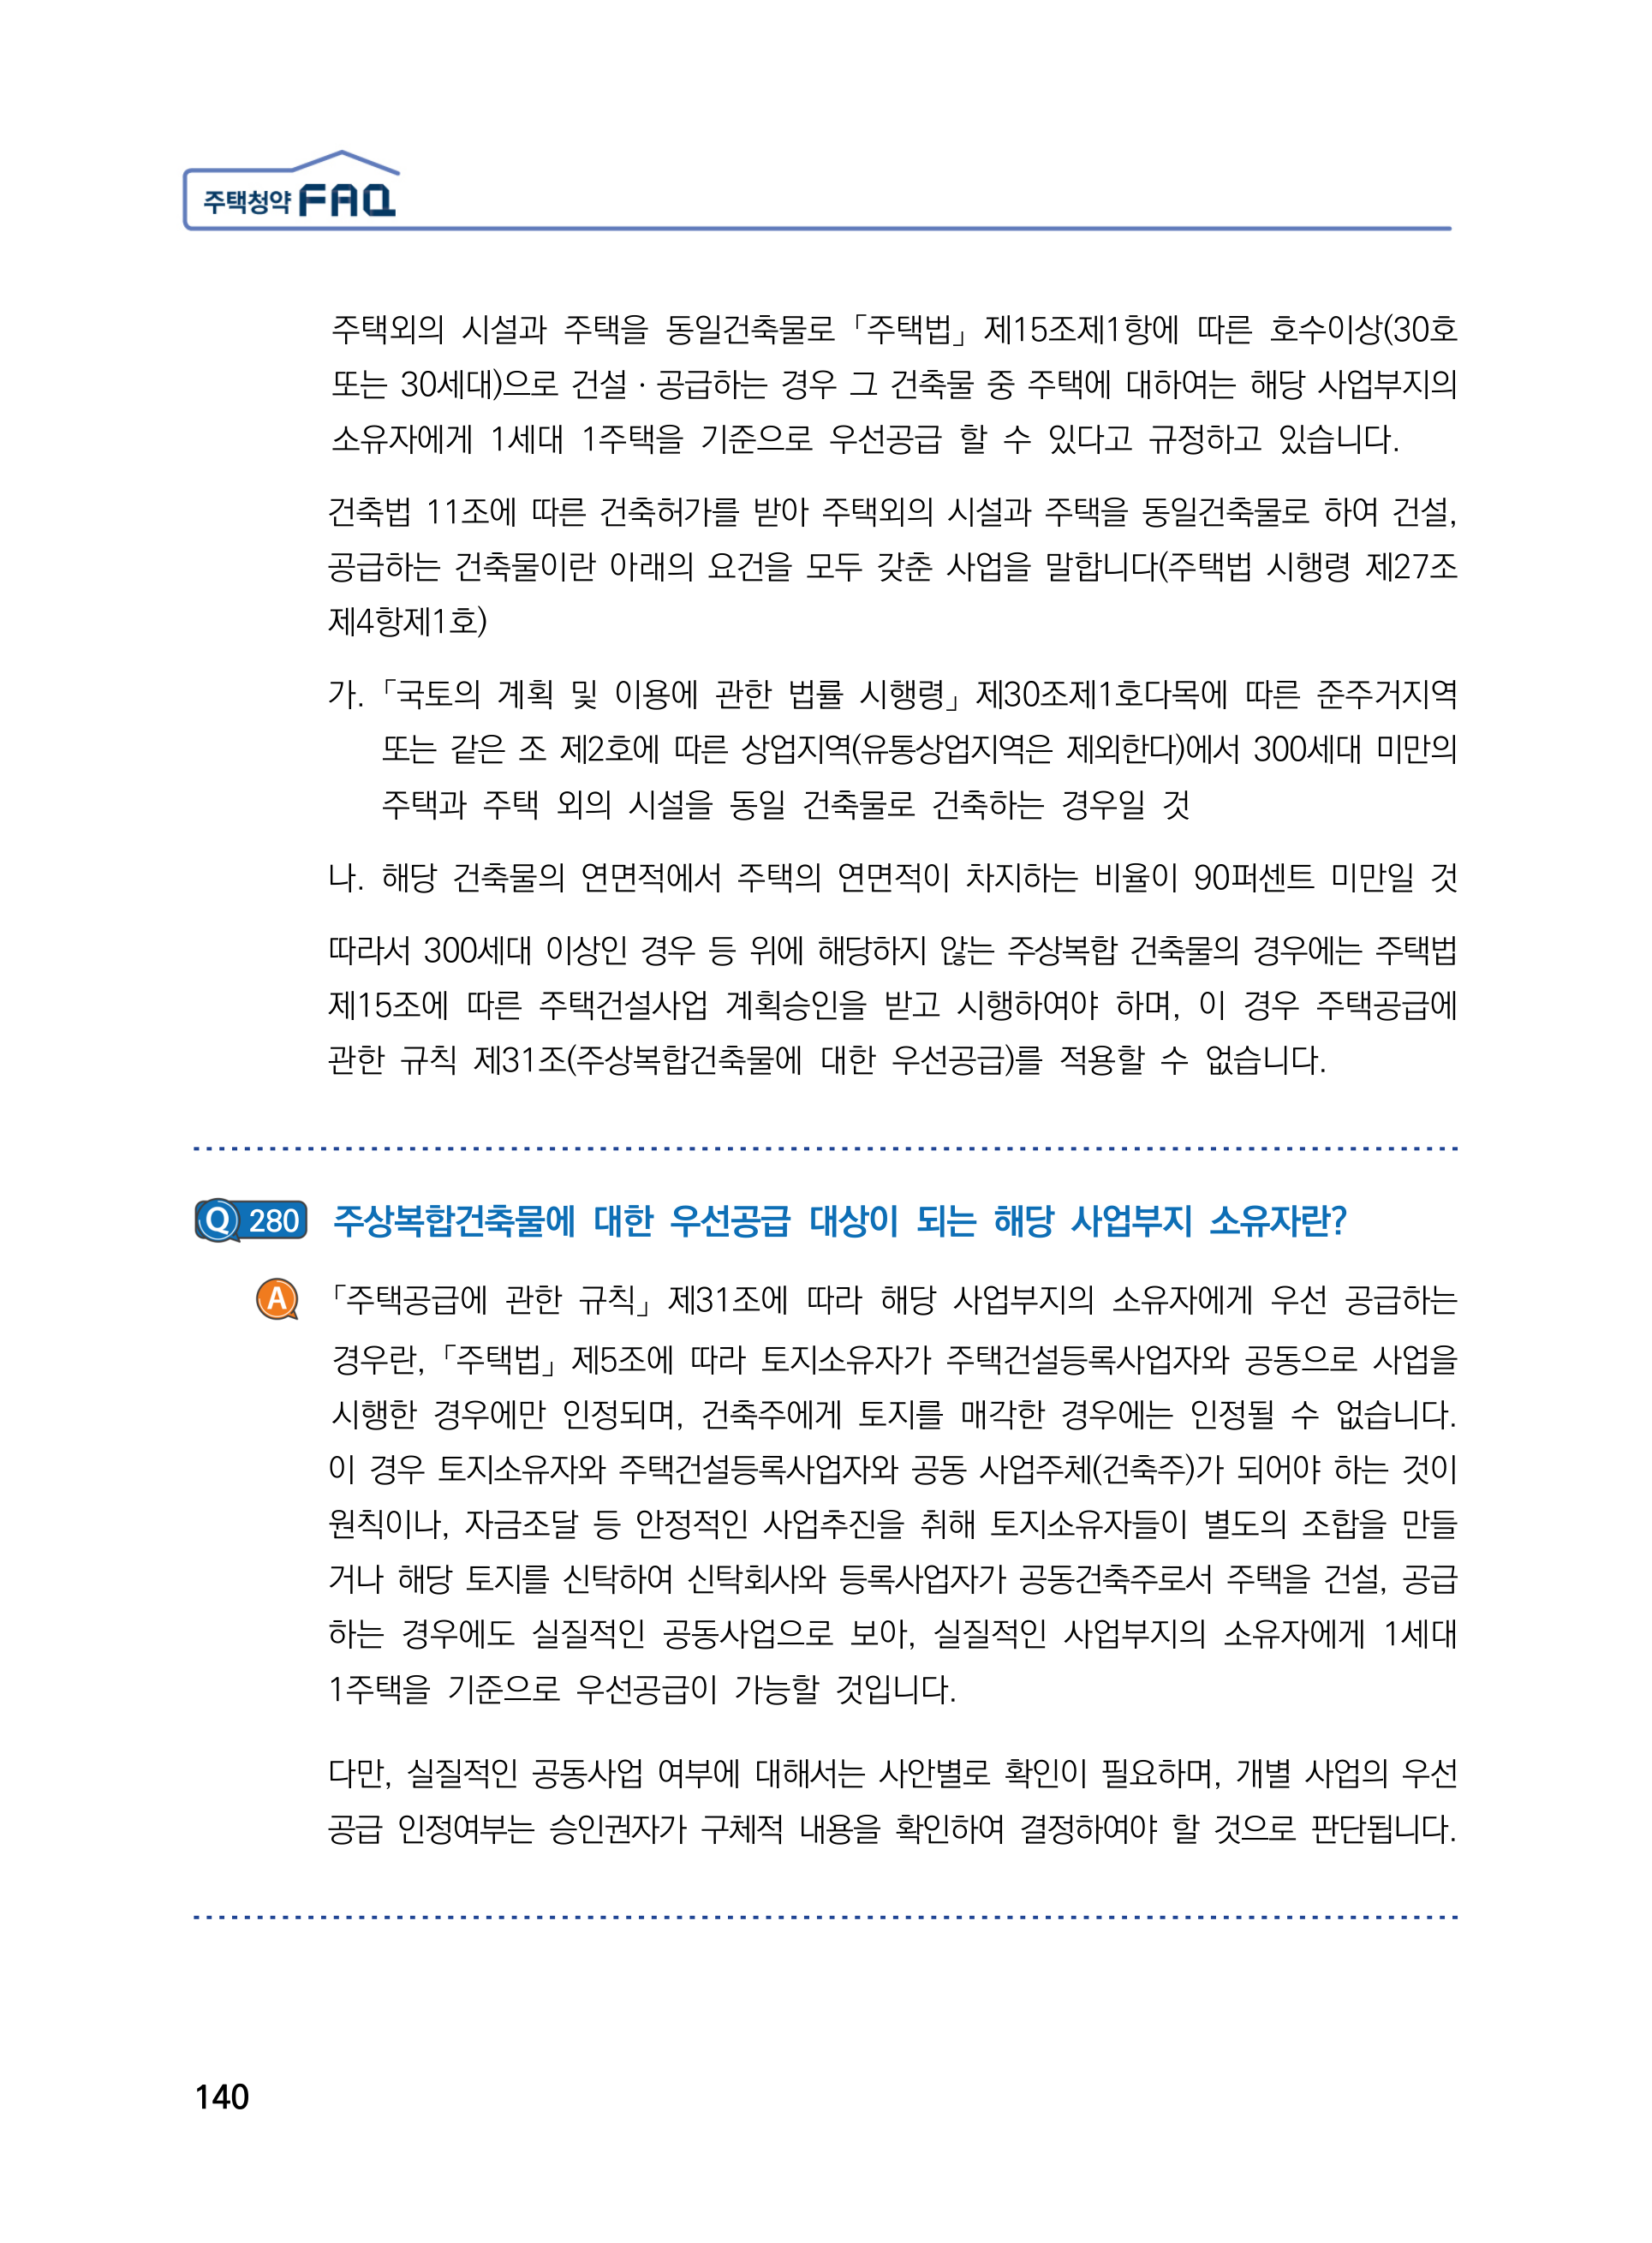 주택청약 FAQ
주택외의 시설과 주택을 동일건축물로 「주택법」 제15조제1항에 따른 호수이상(30호
또는 30세대)으로 건설 · 공급하는 경우 그 건축물 중 주택에 대하여는 해당 사업부지의
소유자에게 1세대 1주택을 기준으로 우선공급 할 수 있다고 규정하고 있습니다.
건축법 11조에 따른 건축허가를 받아 주택외의 시설과 주택을 동일건축물로 하여 건설,
공급하는 건축물이란 아래의 요건을 모두 갖춘 사업을 말합니다(주택법 시행령 제27조
제4항제1호)
가. 「국토의 계획 및 이용에 관한 법률 시행령」 제30조제1호다목에 따른 준주거지역
또는 같은 조 제2호에 따른 상업지역(유통상업지역은 제외한다)에서 300세대 미만의
주택과 주택 외의 시설을 동일 건축물로 건축하는 경우일 것
나. 해당 건축물의 연면적에서 주택의 연면적이 차지하는 비율이 90퍼센트 미만일 것
따라서 300세대 이상인 경우 등 위에 해당하지 않는 주상복합 건축물의 경우에는 주택법
제15조에 따른 주택건설사업 계획승인을 받고 시행하여야 하며, 이 경우 주택공급에
관한 규칙 제31조(주상복합건축물에 대한 우선공급)를 적용할 수 없습니다.
Q 280 주상복합건축물에 대한 우선공급 대상이 되는 해당 사업부지 소유자란?
A 「주택공급에 관한 규칙」 제31조에 따라 해당 사업부지의 소유자에게 우선 공급하는
경우란, 「주택법」 제5조에 따라 토지소유자가 주택건설등록사업자와 공동으로 사업을
시행한 경우에만 인정되며, 건축주에게 토지를 매각한 경우에는 인정될 수 없습니다.
이 경우 토지소유자와 주택건설등록사업자와 공동 사업주체(건축주)가 되어야 하는 것이
원칙이나, 자금조달 등 안정적인 사업추진을 취해 토지소유자들이 별도의 조합을 만들
거나 해당 토지를 신탁하여 신탁회사와 등록사업자가 공동건축주로서 주택을 건설, 공급
하는 경우에도 실질적인 공동사업으로 보아, 실질적인 사업부지의 소유자에게 1세대
1주택을 기준으로 우선공급이 가능할 것입니다.
다만, 실질적인 공동사업 여부에 대해서는 사안별로 확인이 필요하며, 개별 사업의 우선
공급 인정여부는 승인권자가 구체적 내용을 확인하여 결정하여야 할 것으로 판단됩니다.
140